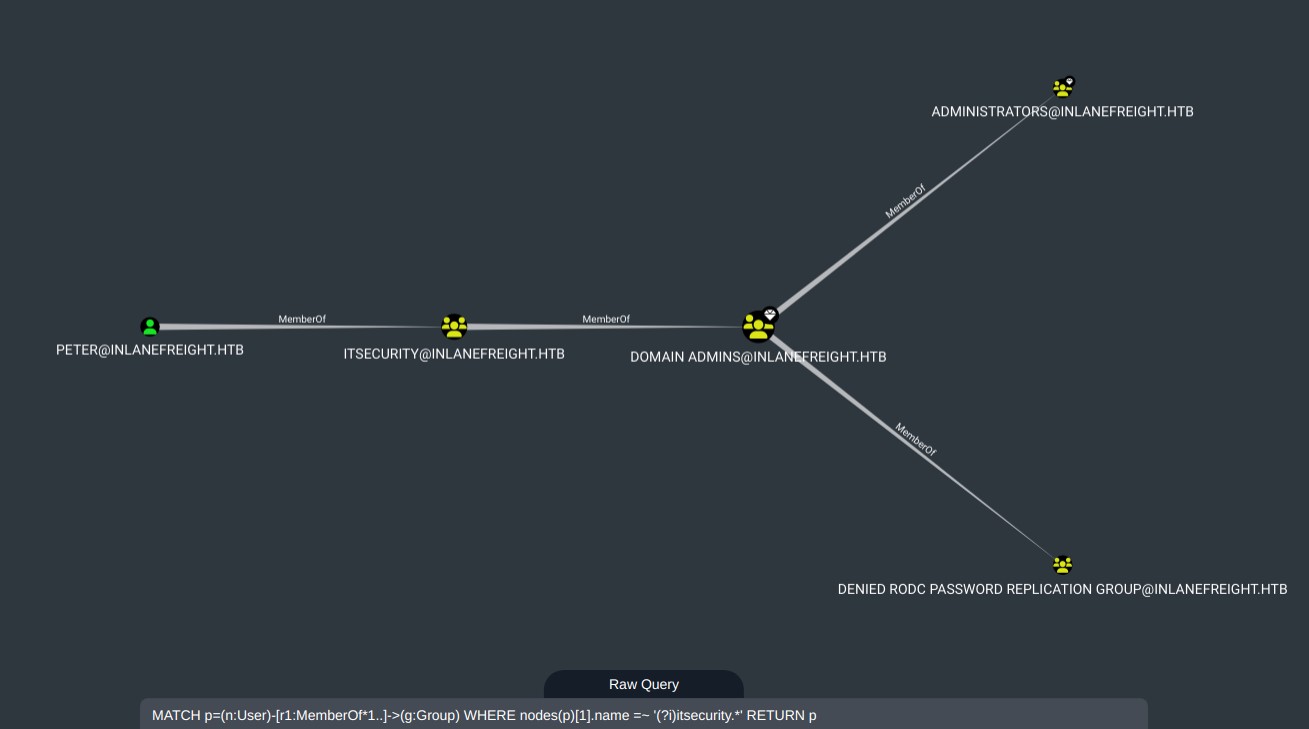 ADMINISTRATORS@INLANEFREIGHT.HTB
MemberOf
MemberOf
MemberOf
PETER@INLANEFREIGHT.HTB
ITSECURITY@INLANEFREIGHT.HTB
DOMAIN ADMINS@INLANEFREIGHT.HTB
MemberOf
DENIED RODC PASSWORD REPLICATION GROUP@INLANEFREIGHT.HTB
Raw Query
MATCH p=(n:User)-[r1:MemberOf*1..]->(g:Group) WHERE nodes(p)[1].name =~ '(?i)itsecurity.*' RETURN p